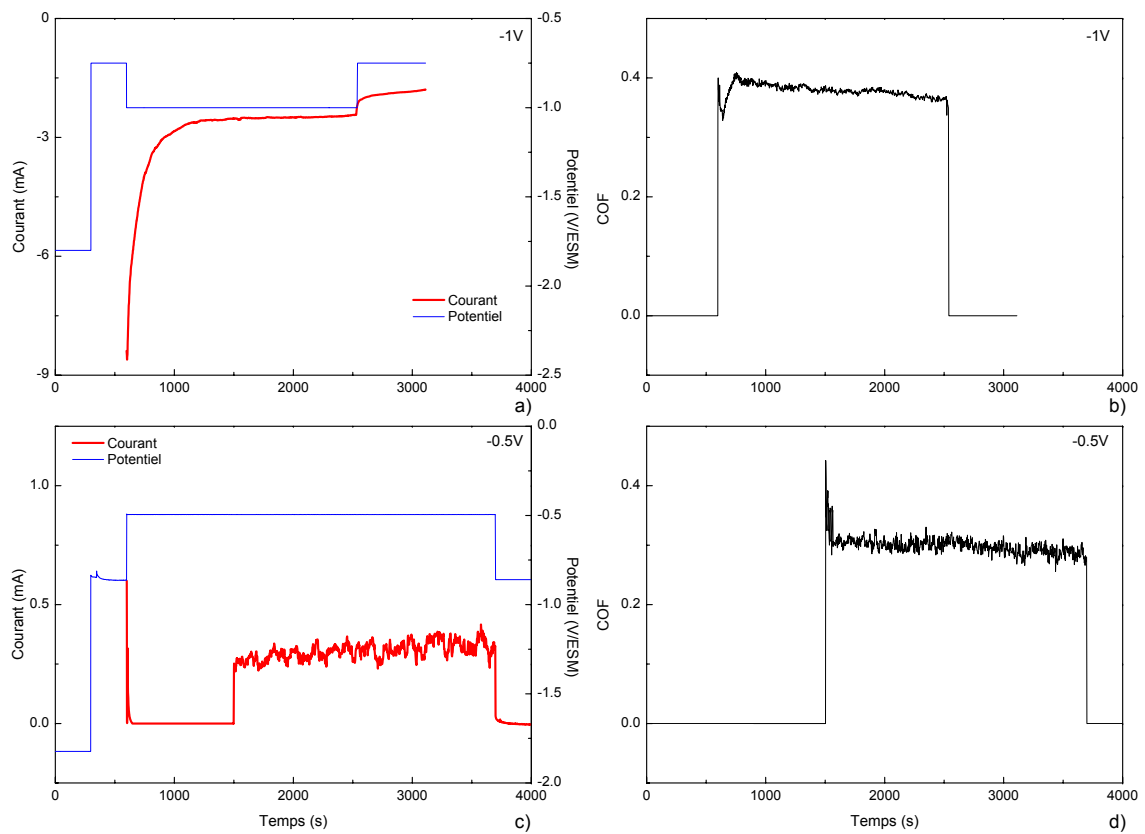 -1V
0
-3
-6
-9
Courant (mA)
-0.5
-1.0
-1.5
-2.0
-2.5
Potentiel (V/ESM)
Courant
Potentiel
0 1000 2000 3000 4000
a)
-1V
0.4
0.2
0.0
COF
0 1000 2000 3000 4000
b)
-0.5V
Courant
Potentiel
1.0
0.5
0.0
Courant (mA)
0.0
-0.5
-1.0
-1.5
-2.0
Potentiel (V/ESM)
0 1000 2000 3000 4000
Temps (s)
c)
-0.5V
0.4
0.2
0.0
COF
0 1000 2000 3000 4000
Temps (s)
d)